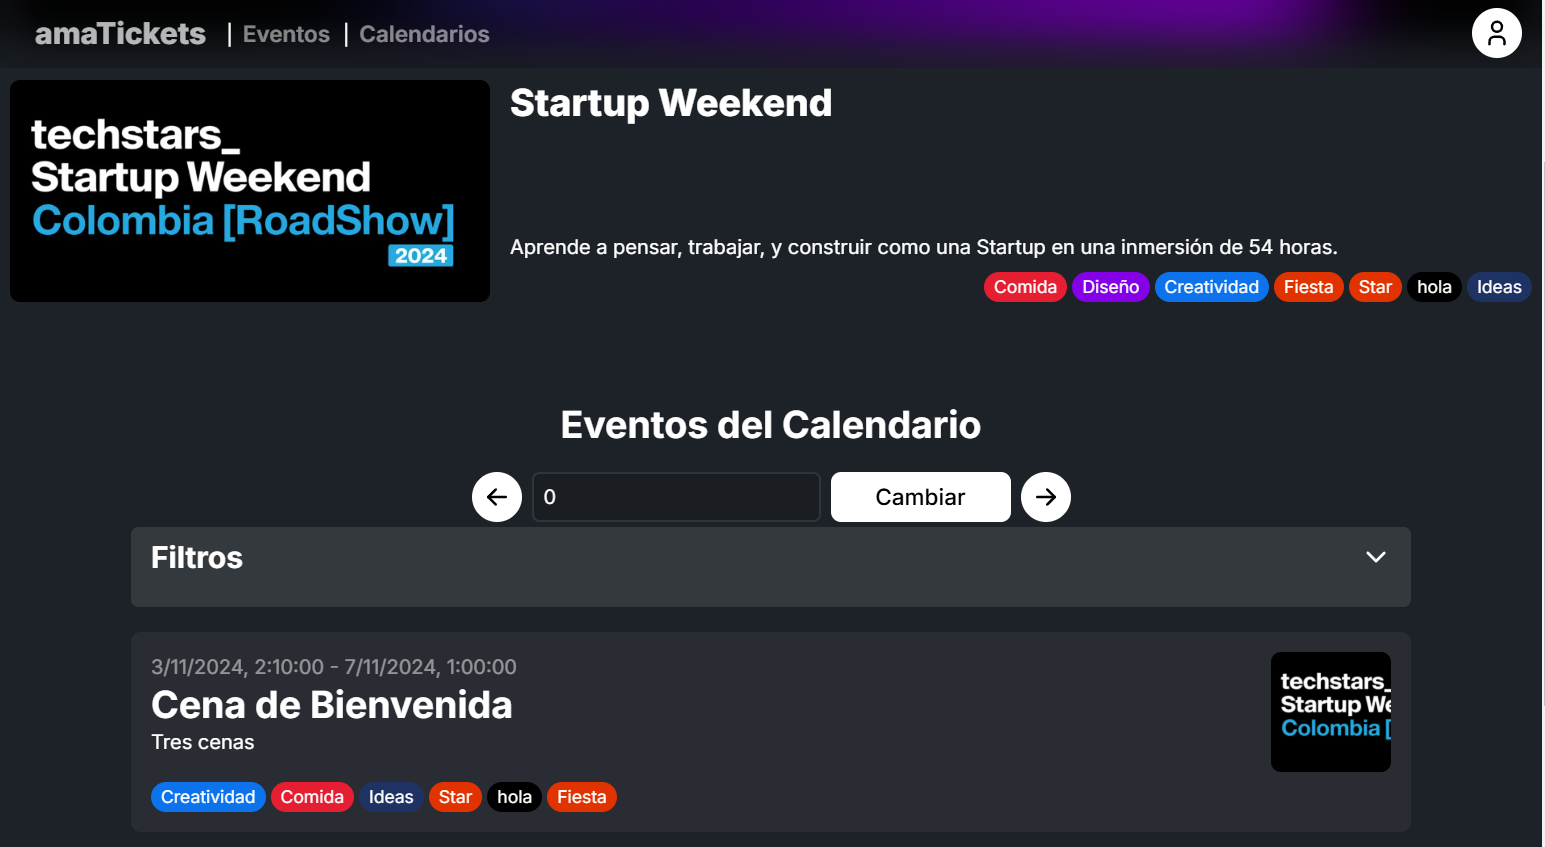 amaTickets | Eventos | Calendarios
techstars_
Startup Weekend
Colombia [RoadShow]
2024
Startup Weekend
Aprende a pensar, trabajar, y construir como una Startup en una inmersión de 54 horas.
Comida Diseño Creatividad Fiesta Star hola Ideas
Eventos del Calendario
0 Cambiar
Filtros
3/11/2024, 2:10:00 - 7/11/2024, 1:00:00
Cena de Bienvenida
Tres cenas
Creatividad Comida Ideas Star hola Fiesta
techstars_
Startup We
Colombia [